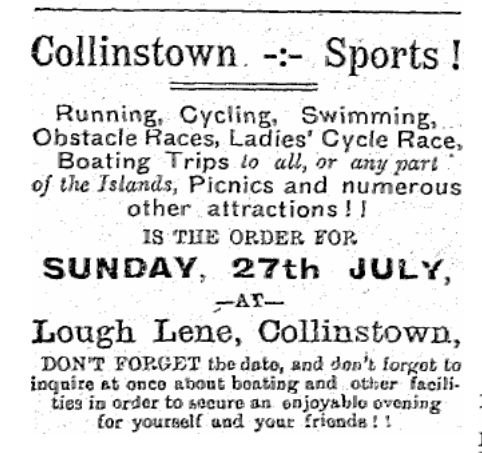 Collinstown -:- Sports !
Running, Cycling, Swimming,
Obstacle Races, Ladies' Cycle Race,
Boating Trips to all, or any part
of the Islands, Picnics and numerous
other attractions ! !
IS THE ORDER FOR
SUNDAY, 27th JULY,
—AT—
Lough Lene, Collinstown,
DON'T FORGET the date, and don't forget to
inquire at once about boating and other facili-
ties in order to secure an enjoyable evening
for yourself and your friends ! !